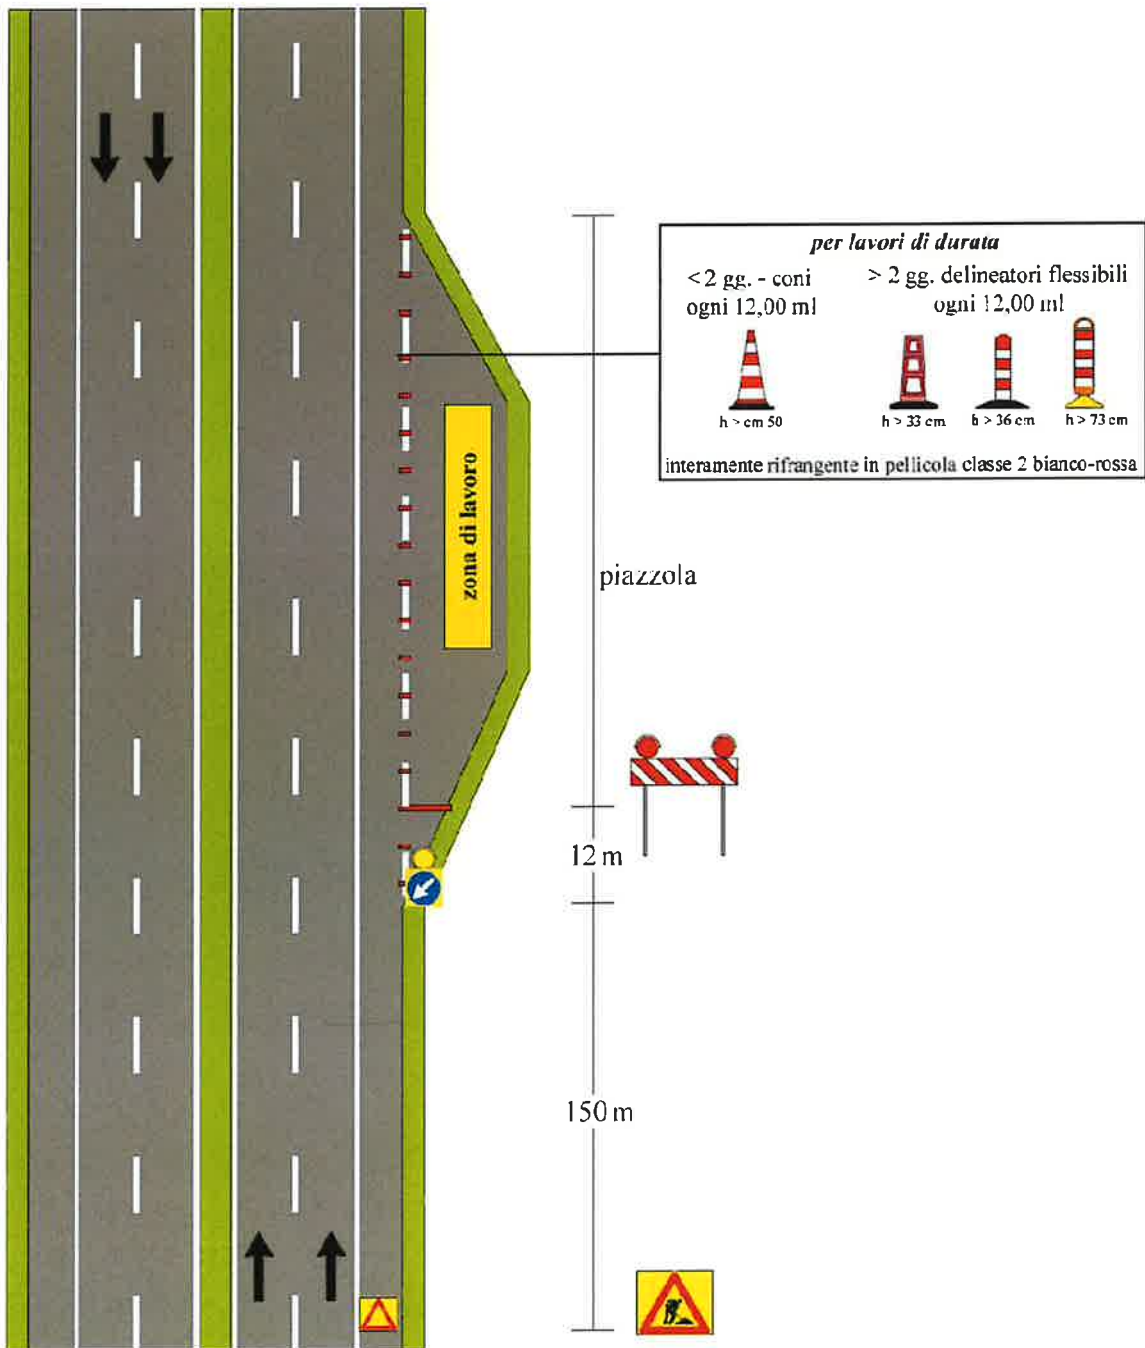 per lavori di durata
< 2 gg. - coni
ogni 12,00 ml
> 2 gg. delineatori flessibili
ogni 12,00 ml
h > cm 50
h > 33 cm
h > 36 cm
h > 73 cm
interamente rifrangente in pellicola classe 2 bianco-rossa
zona di lavoro
piazzola
12 m
150 m